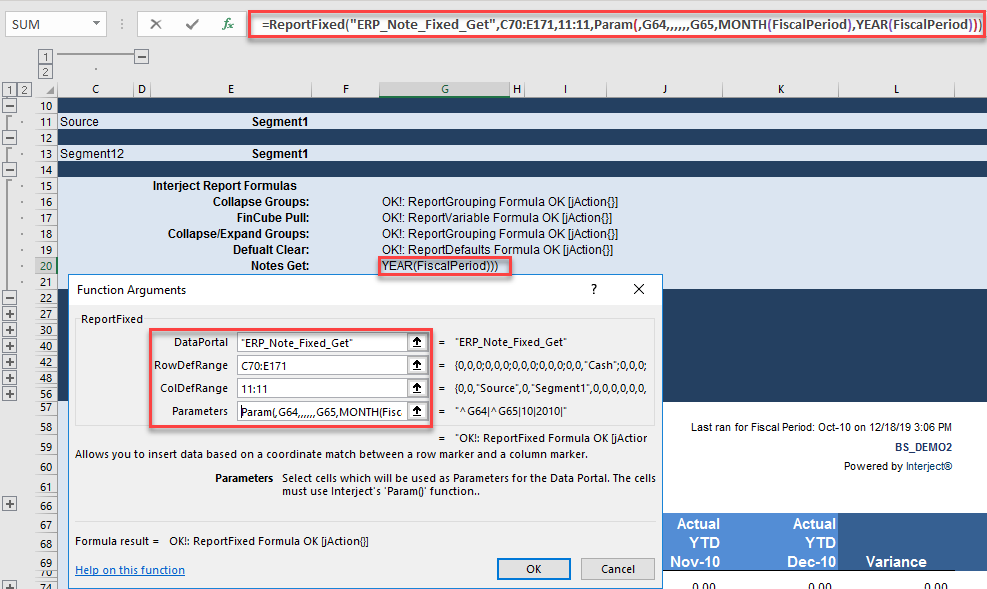 SUM
=ReportFixed("ERP_Note_Fixed_Get",C70:E171,11:11,Param(,G64,,,,,,G65,MONTH(FiscalPeriod),YEAR(FiscalPeriod)))
1
2
1 2
C D E F G H I J K L
10
11 Source Segment1
12
13 Segment12 Segment1
14
15 Interject Report Formulas
16 Collapse Groups: OK!: ReportGrouping Formula OK [jAction{}]
17 FinCube Pull: OK!: ReportVariable Formula OK [jAction{}]
18 Collapse/Expand Groups: OK!: ReportGrouping Formula OK [jAction{}]
19 Defualt Clear: OK!: ReportDefaults Formula OK [jAction{}]
20 Notes Get: YEAR(FiscalPeriod)))
21
22
27
30
40
42
48
56
57
58 Last ran for Fiscal Period: Oct-10 on 12/18/19 3:06 PM
59 BS_DEMO2
60 Powered by Interject®
61
66
67 Actual Actual
68 YTD YTD
69 Nov-10 Dec-10 Variance
70
74 0.00 0.00 0.00
Function Arguments ?
ReportFixed
DataPortal "ERP_Note_Fixed_Get" = "ERP_Note_Fixed_Get"
RowDefRange C70:E171 = {0,0,0;0,0,0;0,0,0;0,0,0;0,0,"Cash";0,0,0;
ColDefRange 11:11 = {0,0,"Source",0,"Segment1",0,0,0,0,0,0,
Parameters Param(,G64,,,,,,G65,MONTH(Fisc = "^G64|^G65|10|2010|"
= "OK!: ReportFixed Formula OK [jAction
Allows you to insert data based on a coordinate match between a row marker and a column marker.
Parameters Select cells which will be used as Parameters for the Data Portal. The cells
must use Interject's 'Param()' function..
Formula result = OK!: ReportFixed Formula OK [jAction{}]
Help on this function OK Cancel